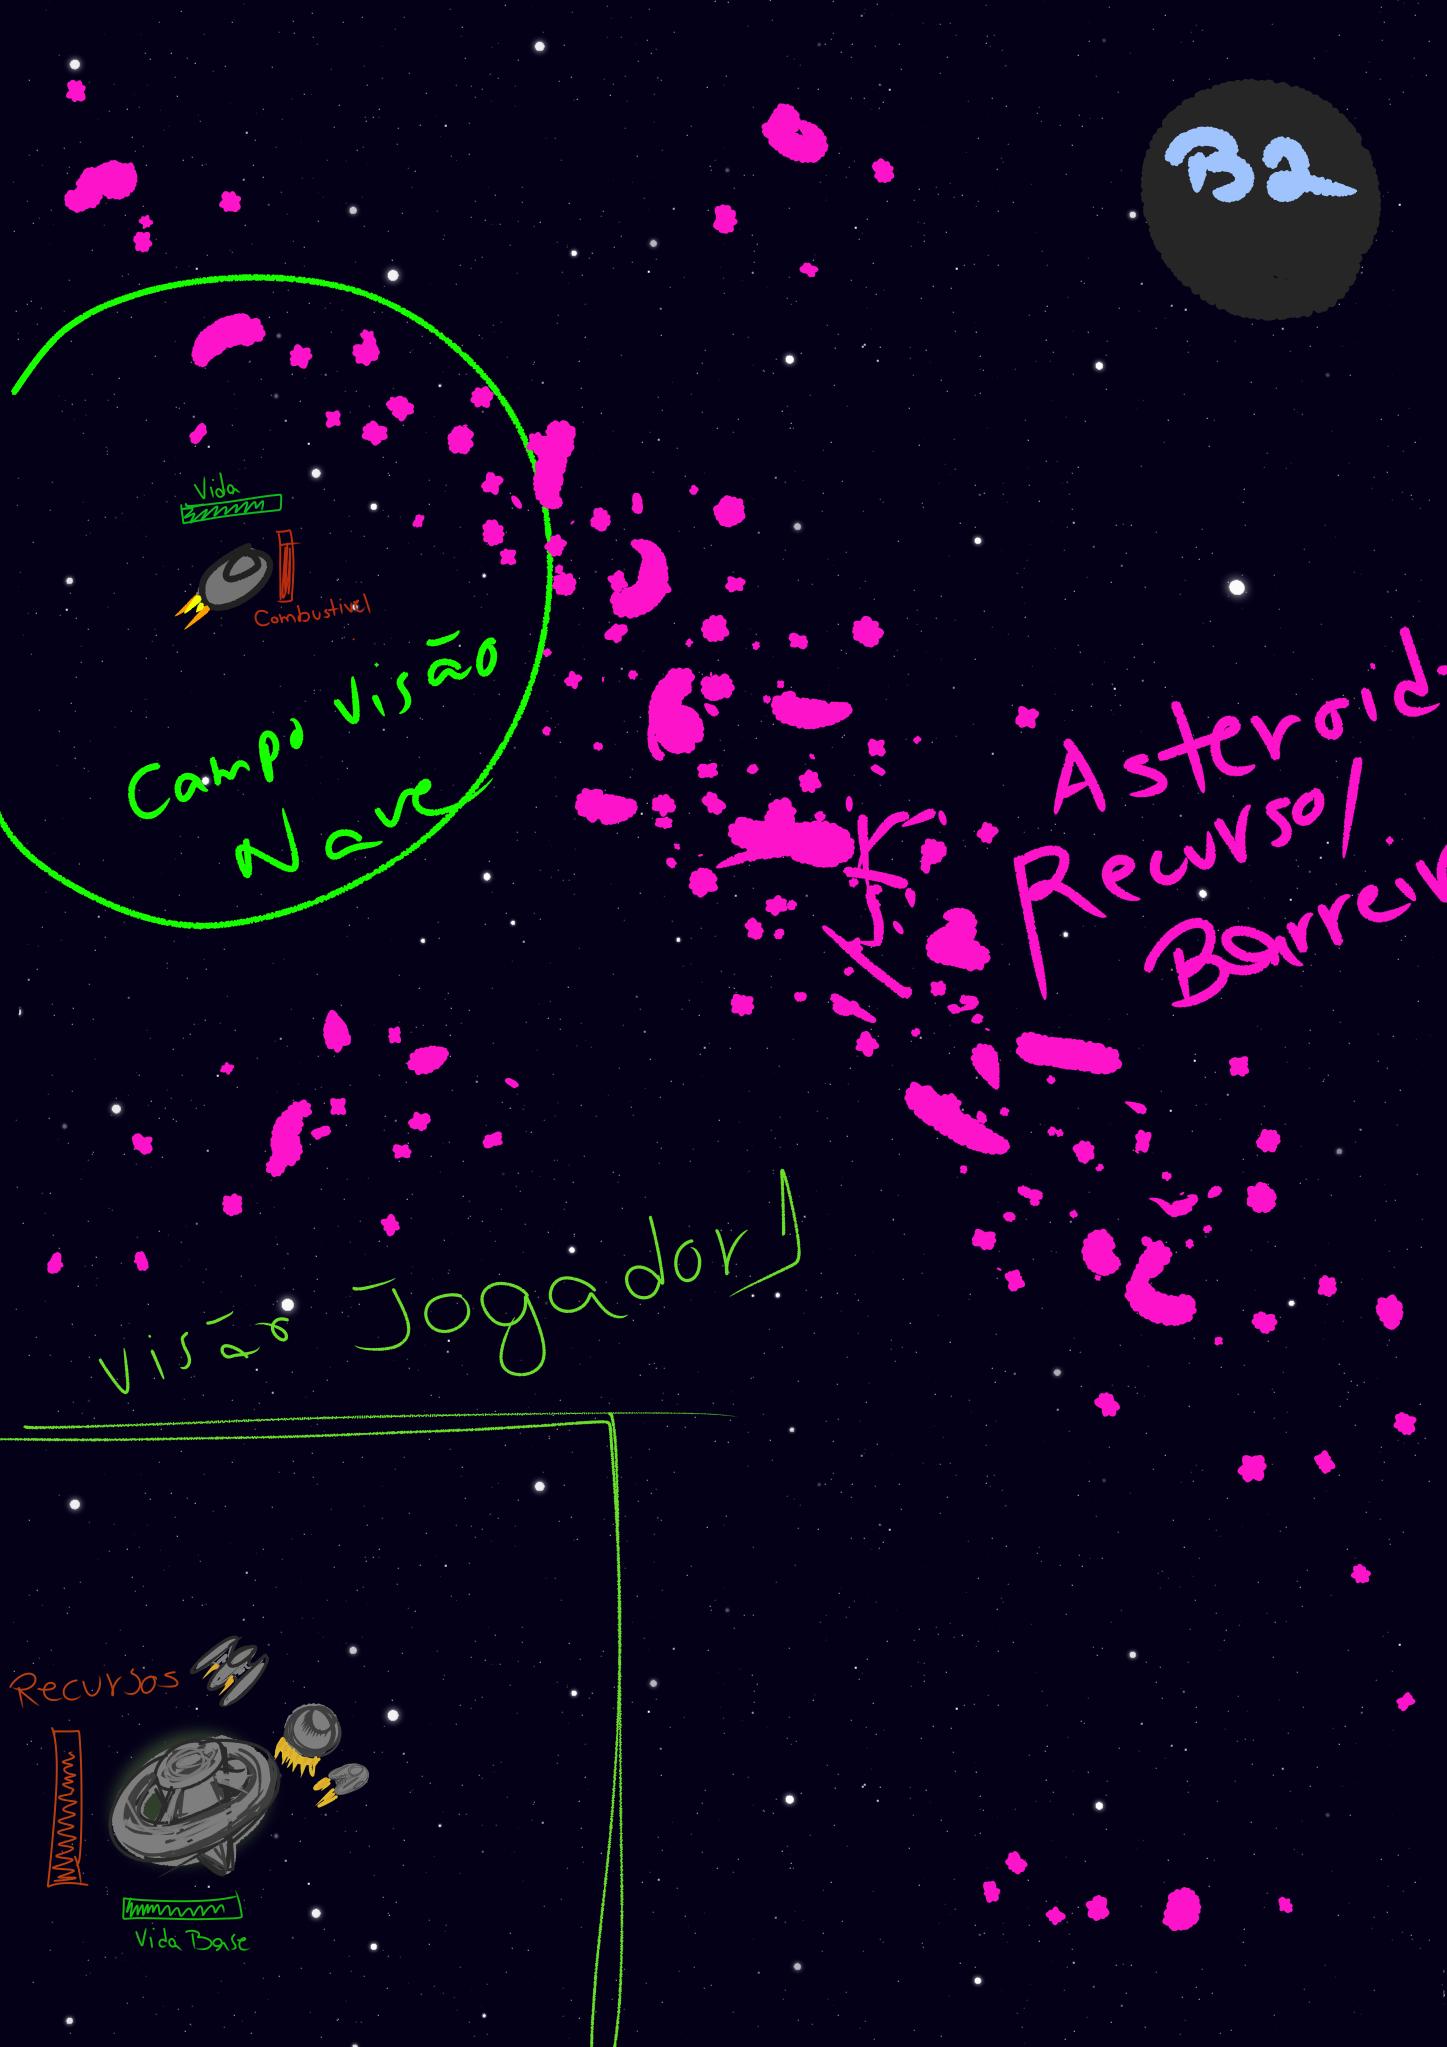 B2
Vida
Combustivel
Campo Visão
Nave
Asteroid
Recurso/
Barreir
Visão Jogador
Recursos
Vida Base